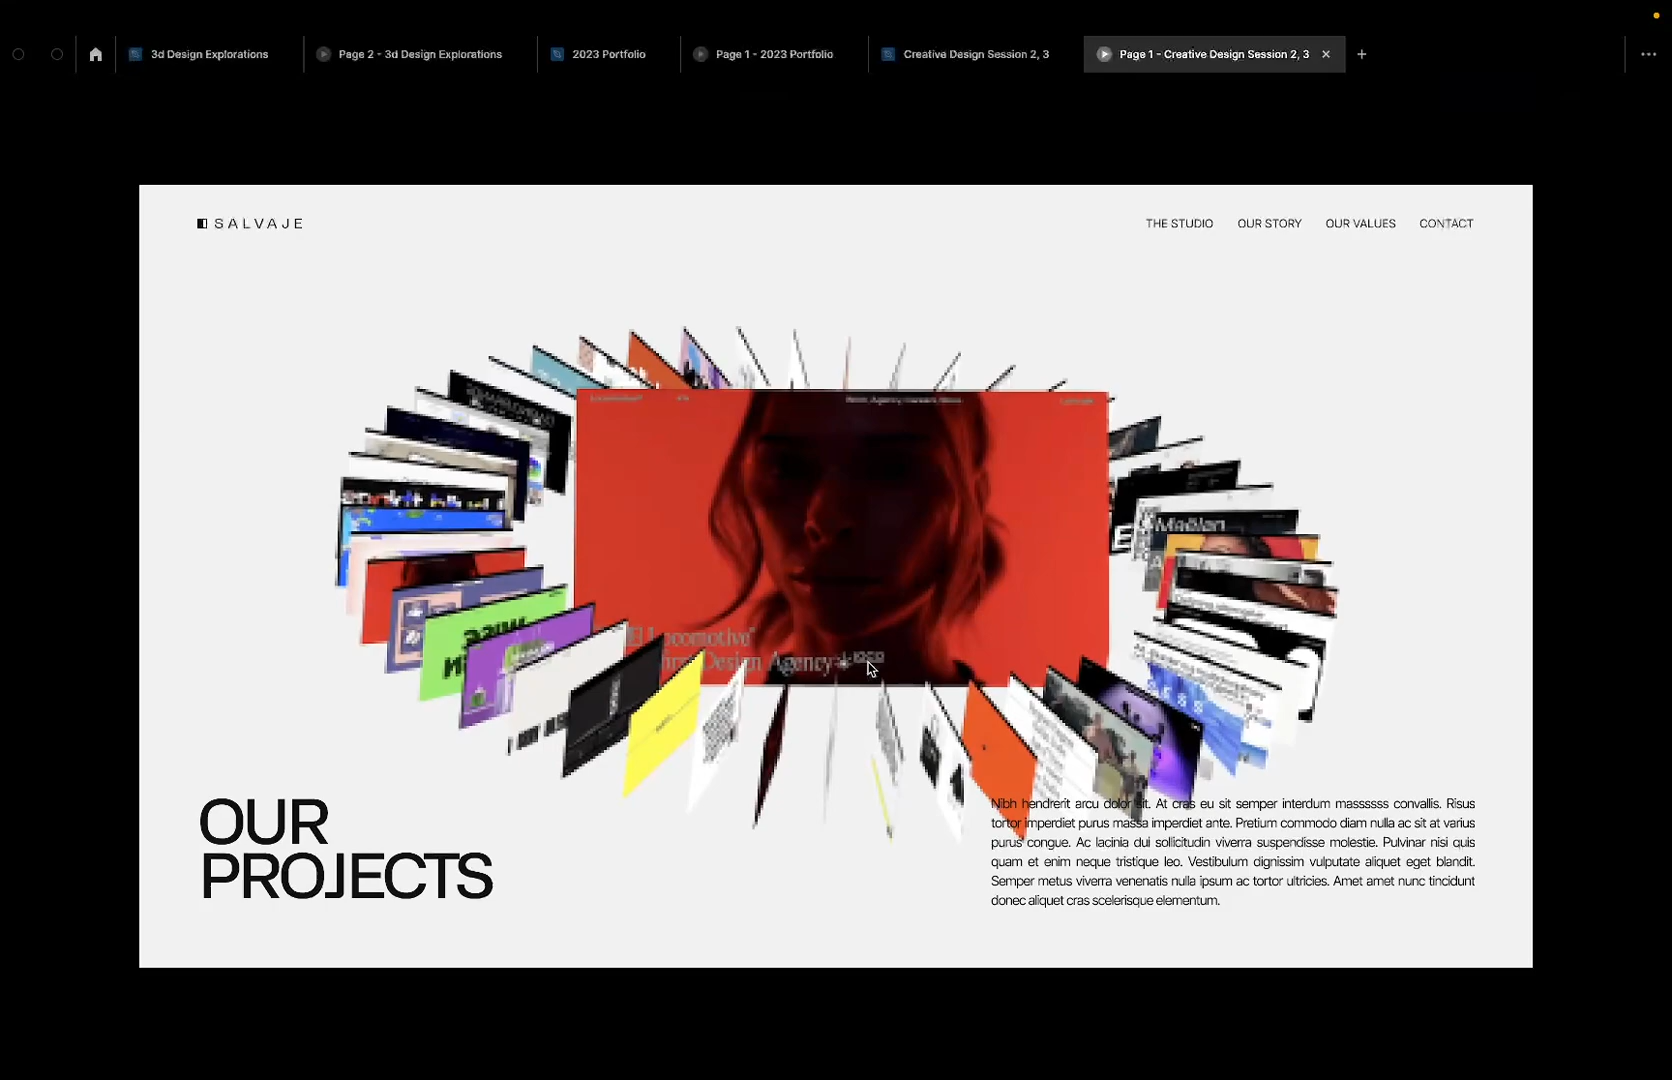 3d Design Explorations
Page 2 - 3d Design Explorations
2023 Portfolio
Page 1 - 2023 Portfolio
Creative Design Session 2, 3
Page 1 - Creative Design Session 2, 3
SALVAJE
THE STUDIO
OUR STORY
OUR VALUES
CONTACT
Design Agency
OUR
PROJECTS
Nibh hendrerit arcu dolor sit. At cras eu sit semper interdum massssss convallis. Risus
tortor imperdiet purus massa imperdiet ante. Pretium commodo diam nulla ac sit at varius
purus congue. Ac lacinia dui sollicitudin viverra suspendisse molestie. Pulvinar nisi quis
quam et enim neque tristique leo. Vestibulum dignissim vulputate aliquet eget blandit.
Semper metus viverra venenatis nulla ipsum ac tortor ultricies. Amet amet nunc tincidunt
donec aliquet cras scelerisque elementum.